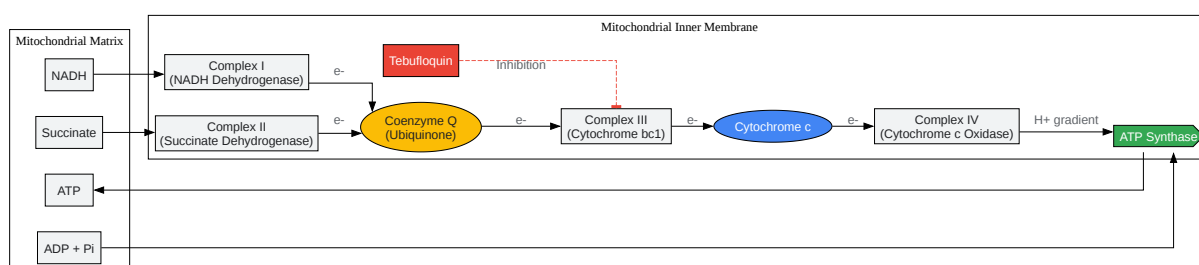 Mitochondrial Inner Membrane
Mitochondrial Matrix
NADH
Complex I
(NADH Dehydrogenase)
e-
Tebufloquin
Inhibition
Succinate
Complex II
(Succinate Dehydrogenase)
e-
Coenzyme Q
(Ubiquinone)
e-
Complex III
(Cytochrome bc1)
e-
Cytochrome c
e-
Complex IV
(Cytochrome c Oxidase)
H+ gradient
ATP Synthase
ATP
ADP + Pi